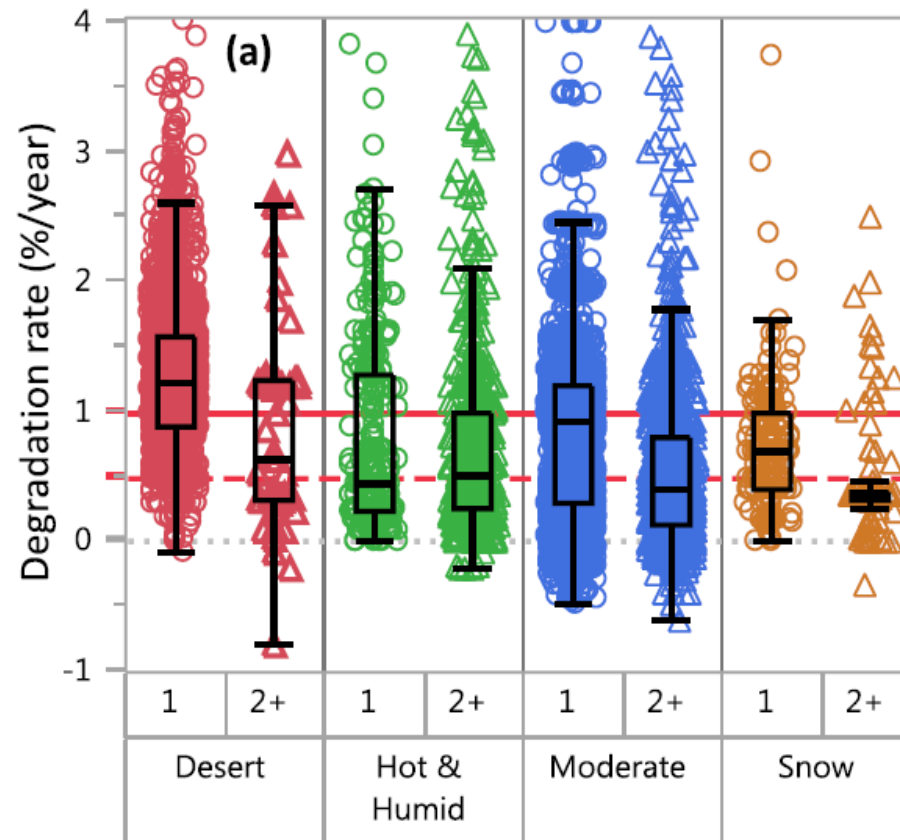 (a)
Degradation rate (%/year)
4
3
2
1
0
-1
1 2+ 1 2+ 1 2+ 1 2+
Desert Hot & Moderate Snow
Humid